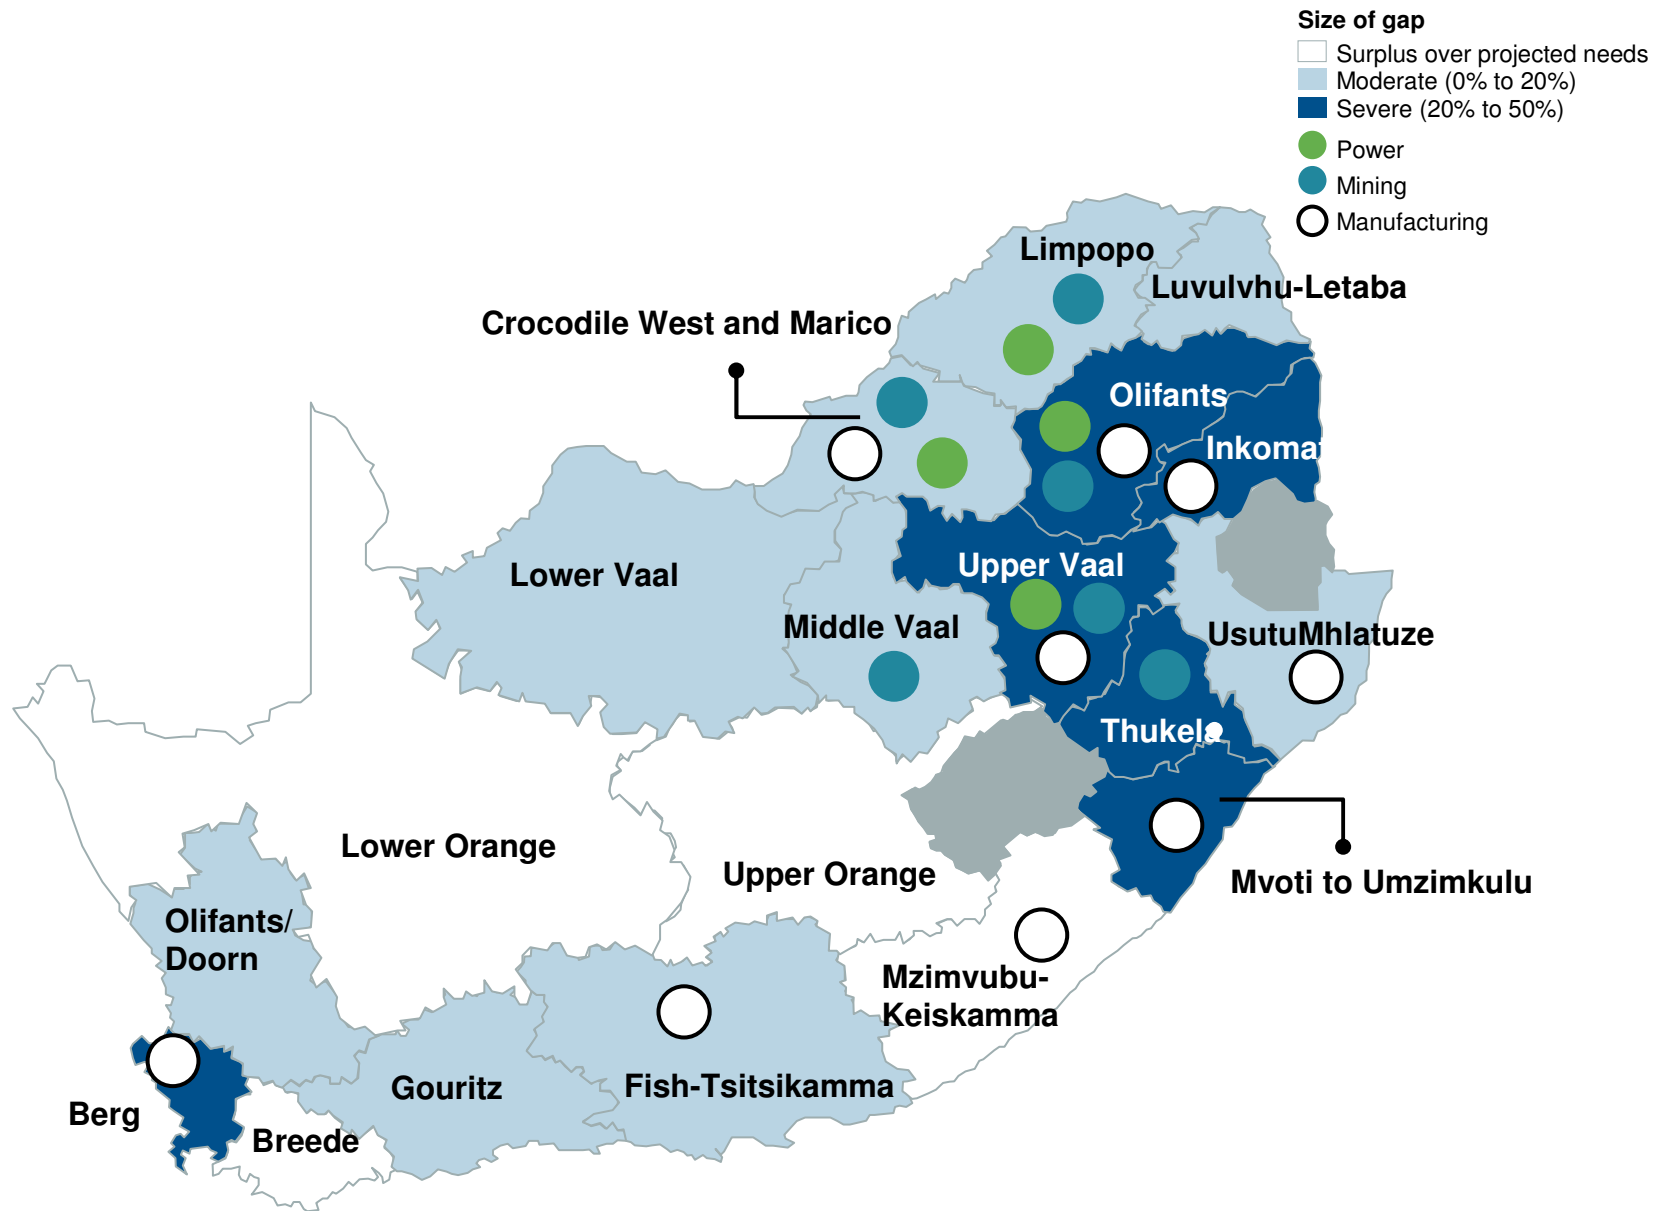 Size of gap
Surplus over projected needs
Moderate (0% to 20%)
Severe (20% to 50%)
Power
Mining
Manufacturing
Limpopo
Luvulvhu-Letaba
Crocodile West and Marico
Olifants
Inkomat
Upper Vaal
Lower Vaal
Middle Vaal
UsutuMhlatuze
Thukela
Lower Orange
Upper Orange
Mvoti to Umzimkulu
Olifants/
Doorn
Mzimvubu-
Keiskamma
Gouritz
Fish-Tsitsikamma
Berg
Breede